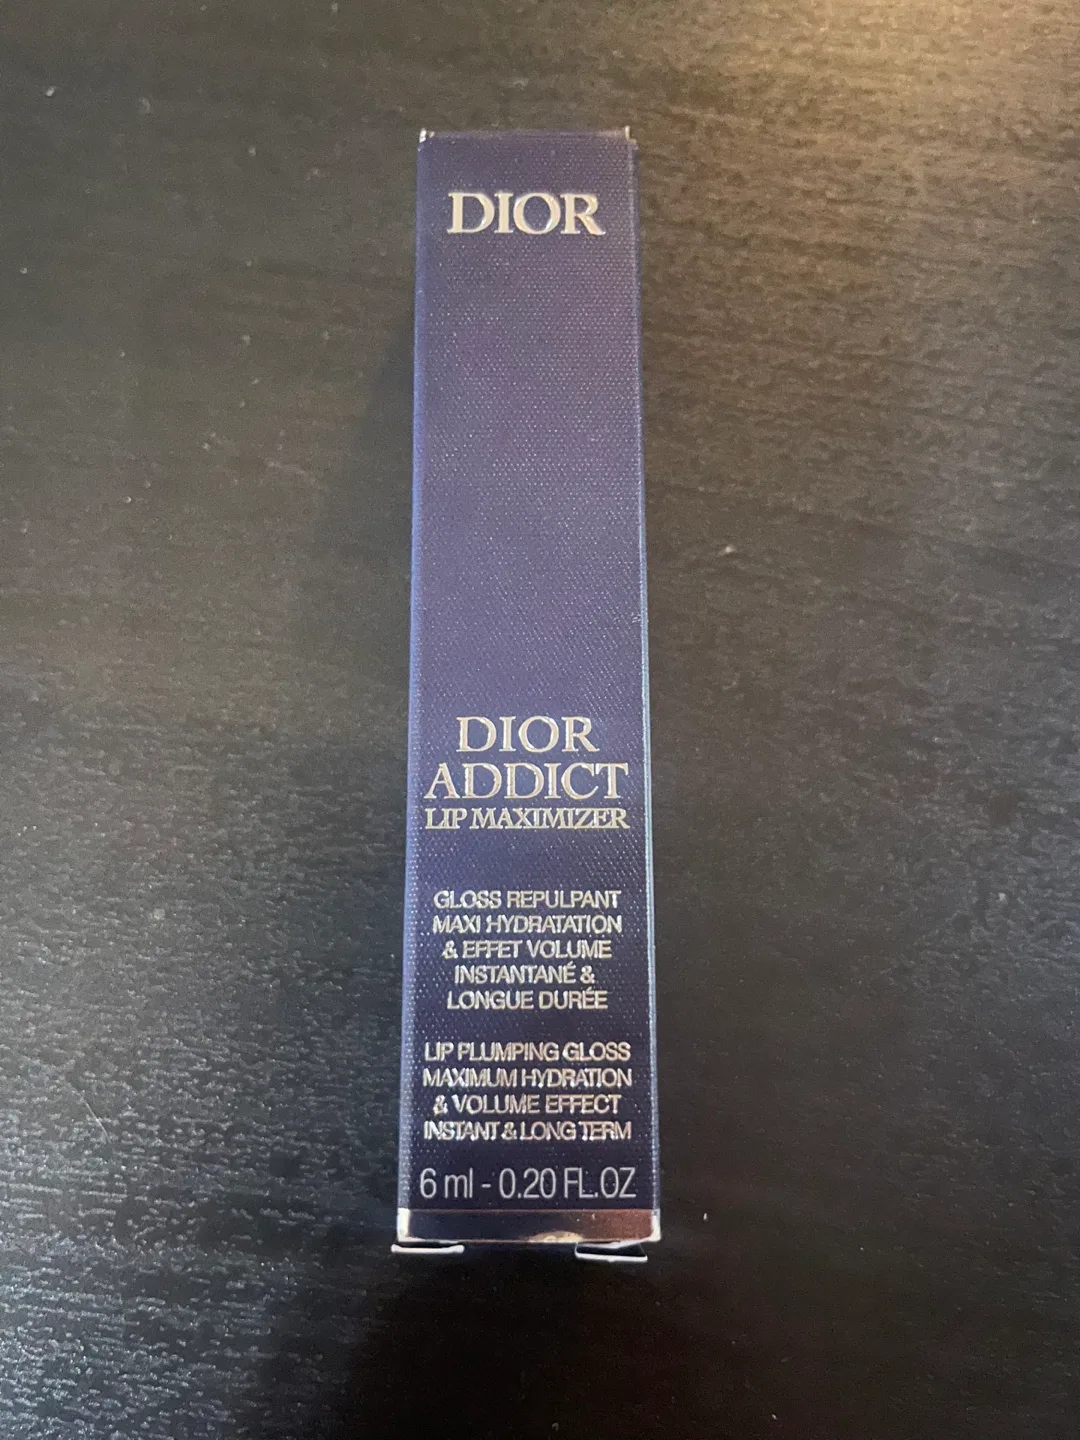 DIOR
DIOR
ADDICT
LIP MAXIMIZER
GLOSS REPULPANT
MAXI HYDRATATION
& EFFET VOLUME
INSTANTANÉ &
LONGUE DURÉE
LIP PLUMPING GLOSS
MAXIMUM HYDRATION
& VOLUME EFFECT
INSTANT & LONG TERM
6 ml - 0.20 FL.OZ